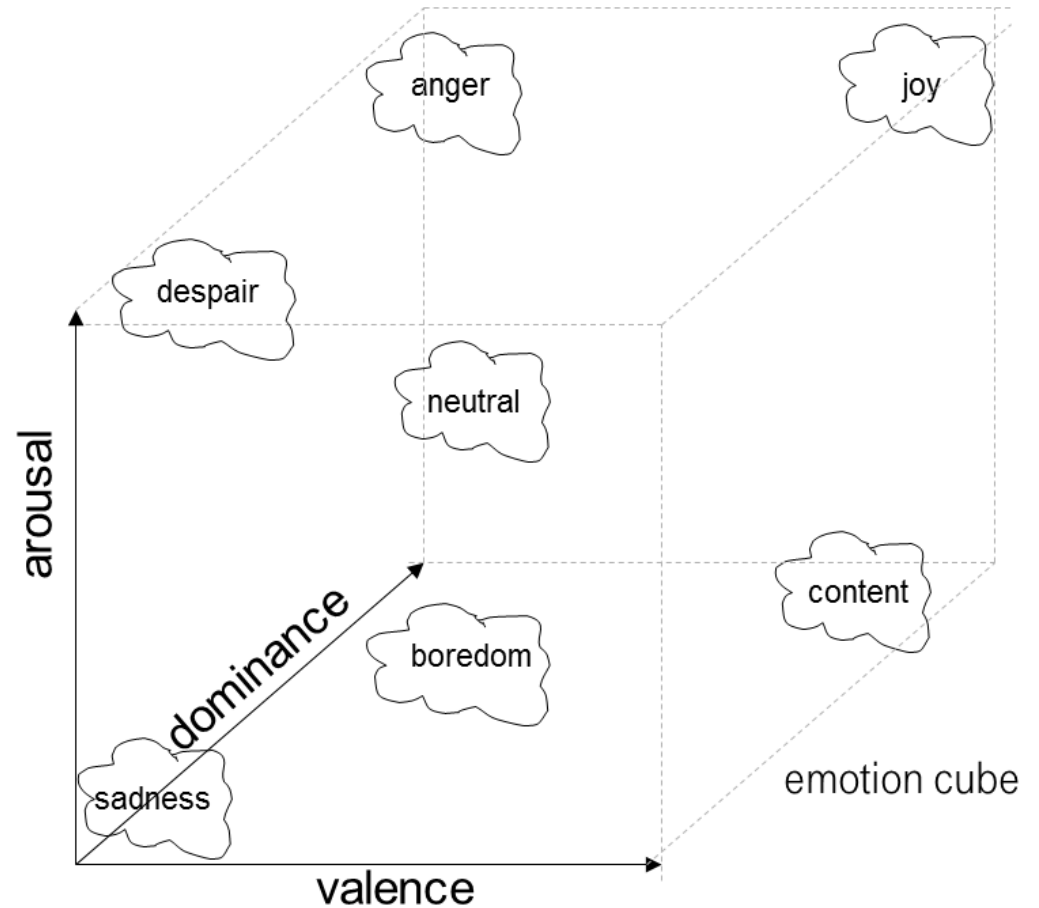 anger
joy
despair
neutral
arousal
content
dominance
boredom
emotion cube
sadness
valence